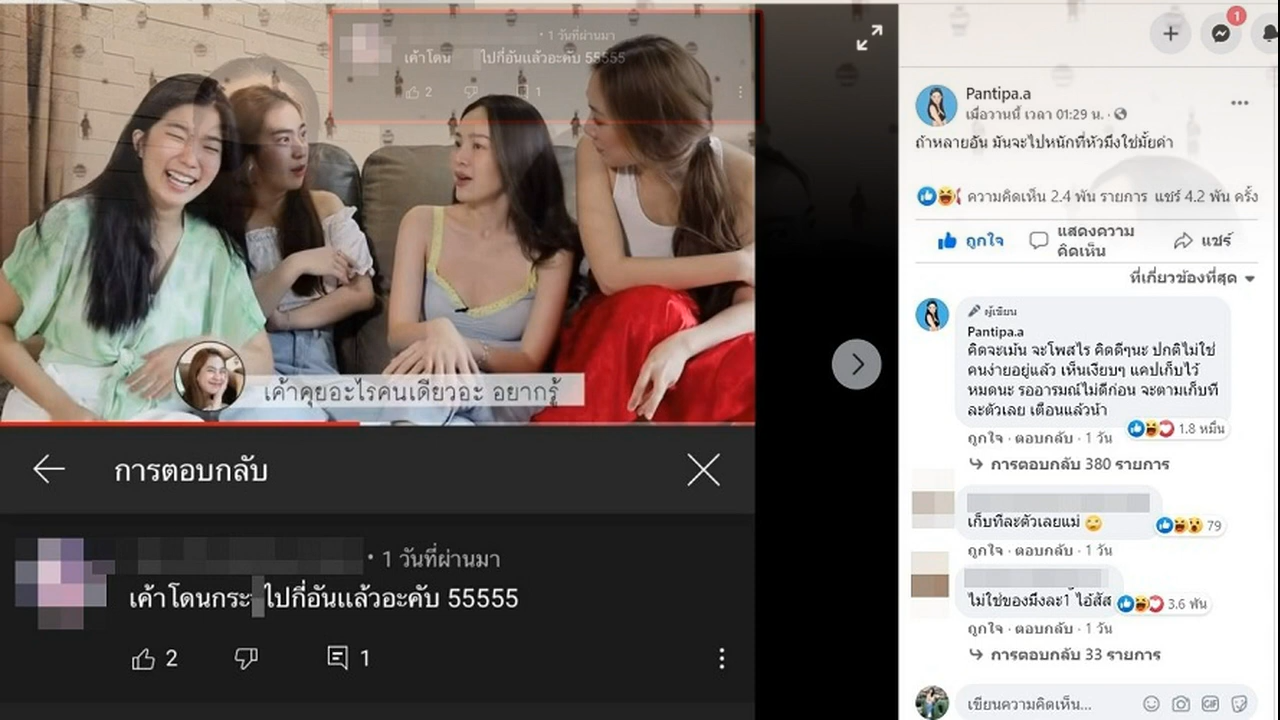 · 1 วันที่ผ่านมา
เค้าโดน ไปกี่อันแล้วอะคับ 55555
2 1
เค้าคุยอะไรคนเดียวอะ อยากรู้
การตอบกลับ
· 1 วันที่ผ่านมา
เค้าโดนกระ ไปกี่อันแล้วอะคับ 55555
2 1
1
Pantipa.a
เมื่อวานนี้ เวลา 01:29 น. ·
ถ้าหลายอัน มันจะไปหนักที่หัวมึงใช่มั้ยคำ
ความคิดเห็น 2.4 พัน รายการ แชร์ 4.2 พัน ครั้ง
ถูกใจ แสดงความคิดเห็น แชร์
ที่เกี่ยวข้องที่สุด
ผู้เขียน
Pantipa.a
คิดจะเม้น จะโพสไร คิดดีๆนะ ปกติไม่ใช่
คนง่ายอยู่แล้ว เห็นเงียบๆ แคปเก็บไว้
หมดนะ รออารมณ์ไม่ดีก่อน จะตามเก็บที
ละตัวเลย เตือนแล้วน้า
1.8 หมื่น
ถูกใจ · ตอบกลับ · 1 วัน
การตอบกลับ 380 รายการ
เก็บทีละตัวเลยแม่ 🙄
79
ถูกใจ · ตอบกลับ · 1 วัน
ไม่ใช่ของมึงละ1 ไอ้สัส
3.6 พัน
ถูกใจ · ตอบกลับ · 1 วัน
การตอบกลับ 33 รายการ
เขียนความคิดเห็น...
GIF